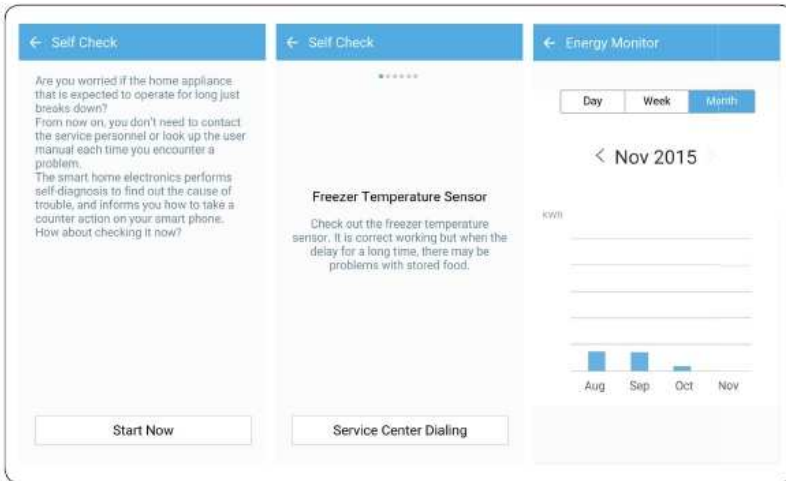 Self Check
Are you worried if the home appliance
that is expected to operate for long just
breaks down?
From now on, you don't need to contact
the service personnel or look up the user
manual each time you encounter a
problem.
The smart home electronics performs
self-diagnosis to find out the cause of
trouble, and informs you how to take a
counter action on your smart phone.
How about checking it now?
Start Now
Self Check
Freezer Temperature Sensor
Check out the freezer temperature
sensor. It is correct working but when the
delay for a long time, there may be
problems with stored food.
Service Center Dialing
Energy Monitor
Day Week Month
Nov 2015
KWh
Aug Sep Oct Nov